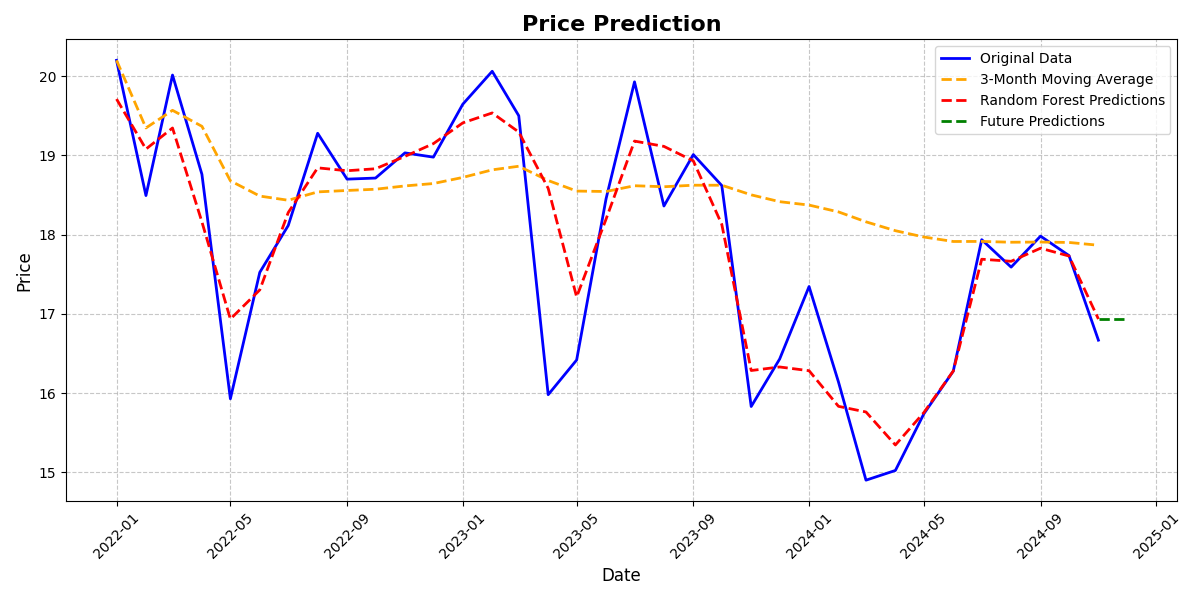 Price Prediction
Original Data
3-Month Moving Average
Random Forest Predictions
Future Predictions
Price
20
19
18
17
16
15
2022-01
2022-05
2022-09
2023-01
2023-05
2023-09
2024-01
2024-05
2024-09
2025-01
Date